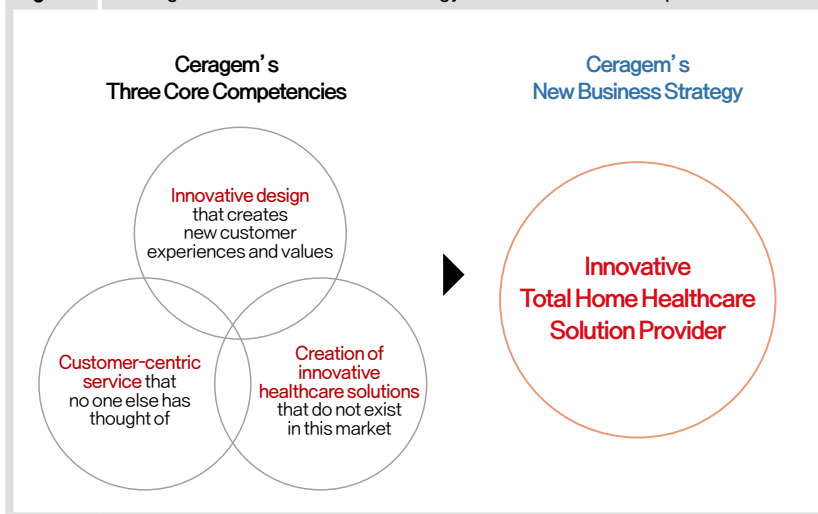 Ceragem's
Three Core Competencies
Innovative design
that creates
new customer
experiences and values
Customer-centric
service that
no one else has
thought of
Creation of
innovative
healthcare solutions
that do not exist
in this market
Ceragem's
New Business Strategy
Innovative
Total Home Healthcare
Solution Provider